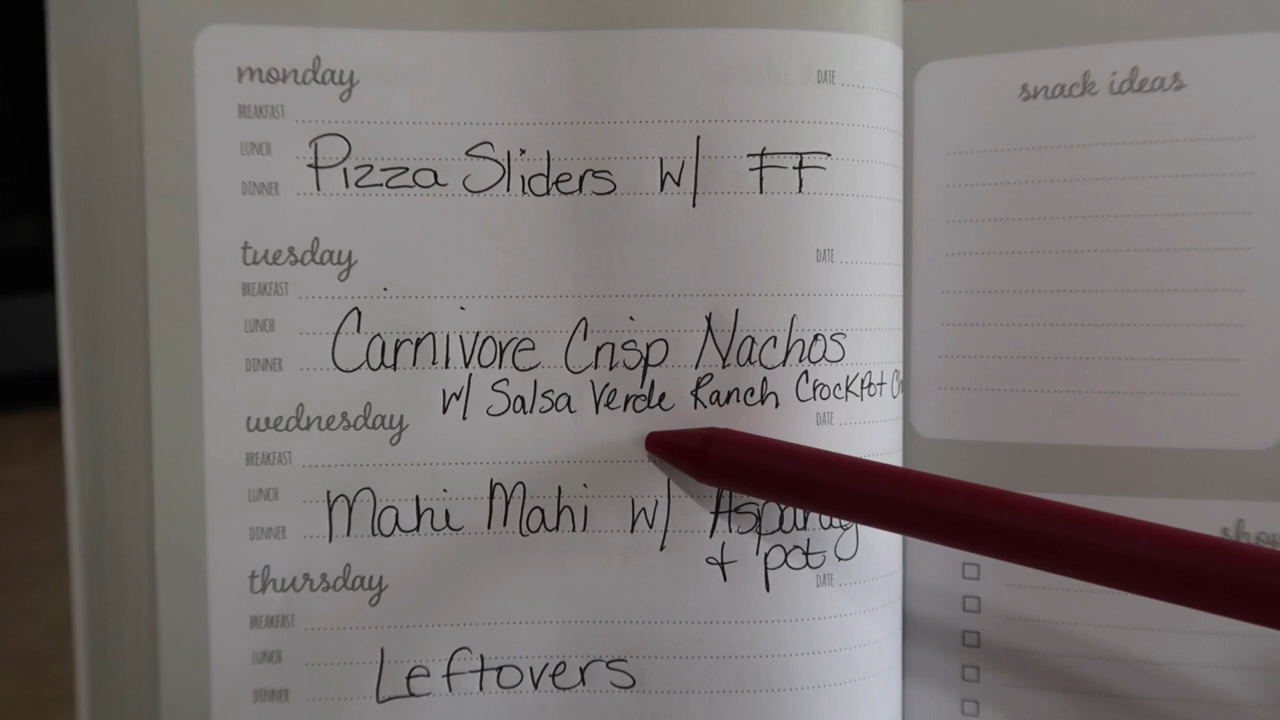 monday
DATE
BREAKFAST
LUNCH
DINNER
Pizza Sliders w/ FF
tuesday
DATE
BREAKFAST
LUNCH
DINNER
Carnivore Crisp Nachos
w/ Salsa Verde Ranch CrockPot
wednesday
DATE
BREAKFAST
LUNCH
DINNER
Mahi Mahi w/
+ pot
thursday
DATE
BREAKFAST
LUNCH
DINNER
Leftovers
snack ideas